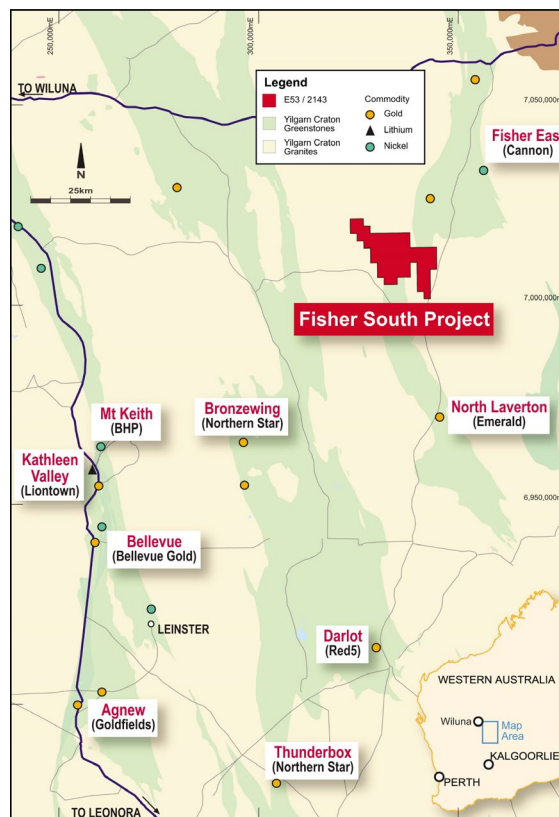 250,000mE
300,000mE
350,000mE
TO WILUNA
Legend
E53 / 2143
Yilgarn Craton
Greenstones
Yilgarn Craton
Granites
Commodity
Gold
Lithium
Nickel
7,050,000m
Fisher Eas
(Cannon)
N
25km
7,000,000m
Fisher South Project
Mt Keith
(BHP)
Bronzewing
(Northern Star)
North Laverton
(Emerald)
Kathleen
Valley
(Liontown)
6,950,000m
Bellevue
(Bellevue Gold)
LEINSTER
Darlot
(Red5)
Agnew
(Goldfields)
Thunderbox
(Northern Star)
TO LEONORA
WESTERN AUSTRALIA
Wiluna
Map
Area
KALGOORLIE
PERTH